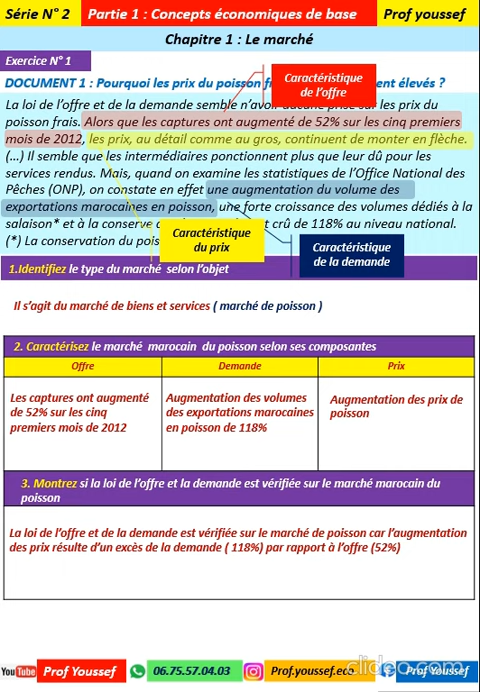 Série N° 2 Partie 1 : Concepts économiques de base Prof youssef
Chapitre 1 : Le marché
Exercice N° 1
DOCUMENT 1 : Pourquoi les prix du poisson fr ent élevés ?
Caractéristique
de l'offre
La loi de l'offre et de la demande semble n'avoir aucune prise sur les prix du
poisson frais. Alors que les captures ont augmenté de 52% sur les cinq premiers
mois de 2012, les prix, au détail comme au gros, continuent de monter en flèche.
(...) Il semble que les intermédiaires ponctionnent plus que leur dû pour les
services rendus. Mais, quand on examine les statistiques de l'Office National des
Pêches (ONP), on constate en effet une augmentation du volume des
exportations marocaines en poisson, une forte croissance des volumes dédiés à la
salaison* et à la conserve crû de 118% au niveau national.
(*) La conservation du pois
Caractéristique
du prix
Caractéristique
de la demande
1.Identifiez le type du marché selon l'objet
Il s'agit du marché de biens et services ( marché de poisson )
2. Caractérisez le marché marocain du poisson selon ses composantes
Offre Demande Prix
Les captures ont augmenté
de 52% sur les cinq
premiers mois de 2012
Augmentation des volumes
des exportations marocaines
en poisson de 118%
Augmentation des prix de
poisson
3. Montrez si la loi de l'offre et la demande est vérifiée sur le marché marocain du
poisson
La loi de l'offre et de la demande est vérifiée sur le marché de poisson car l'augmentation
des prix résulte d'un excès de la demande ( 118%) par rapport à l'offre (52%)
YouTube Prof Youssef 06.75.57.04.03 Prof.youssef.eco Prof Youssef
clideo.com